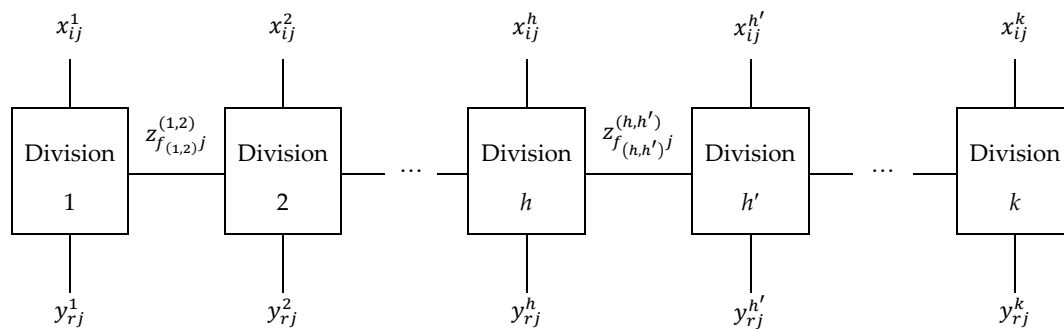 x_{ij}^{1} x_{ij}^{2} x_{ij}^{h} x_{ij}^{h'} x_{ij}^{k}
z_{f_{(1,2)}j}^{(1,2)} z_{f_{(h,h')}j}^{(h,h')}
Division Division Division Division Division
... ...
1 2 h h' k
y_{rj}^{1} y_{rj}^{2} y_{rj}^{h} y_{rj}^{h'} y_{rj}^{k}